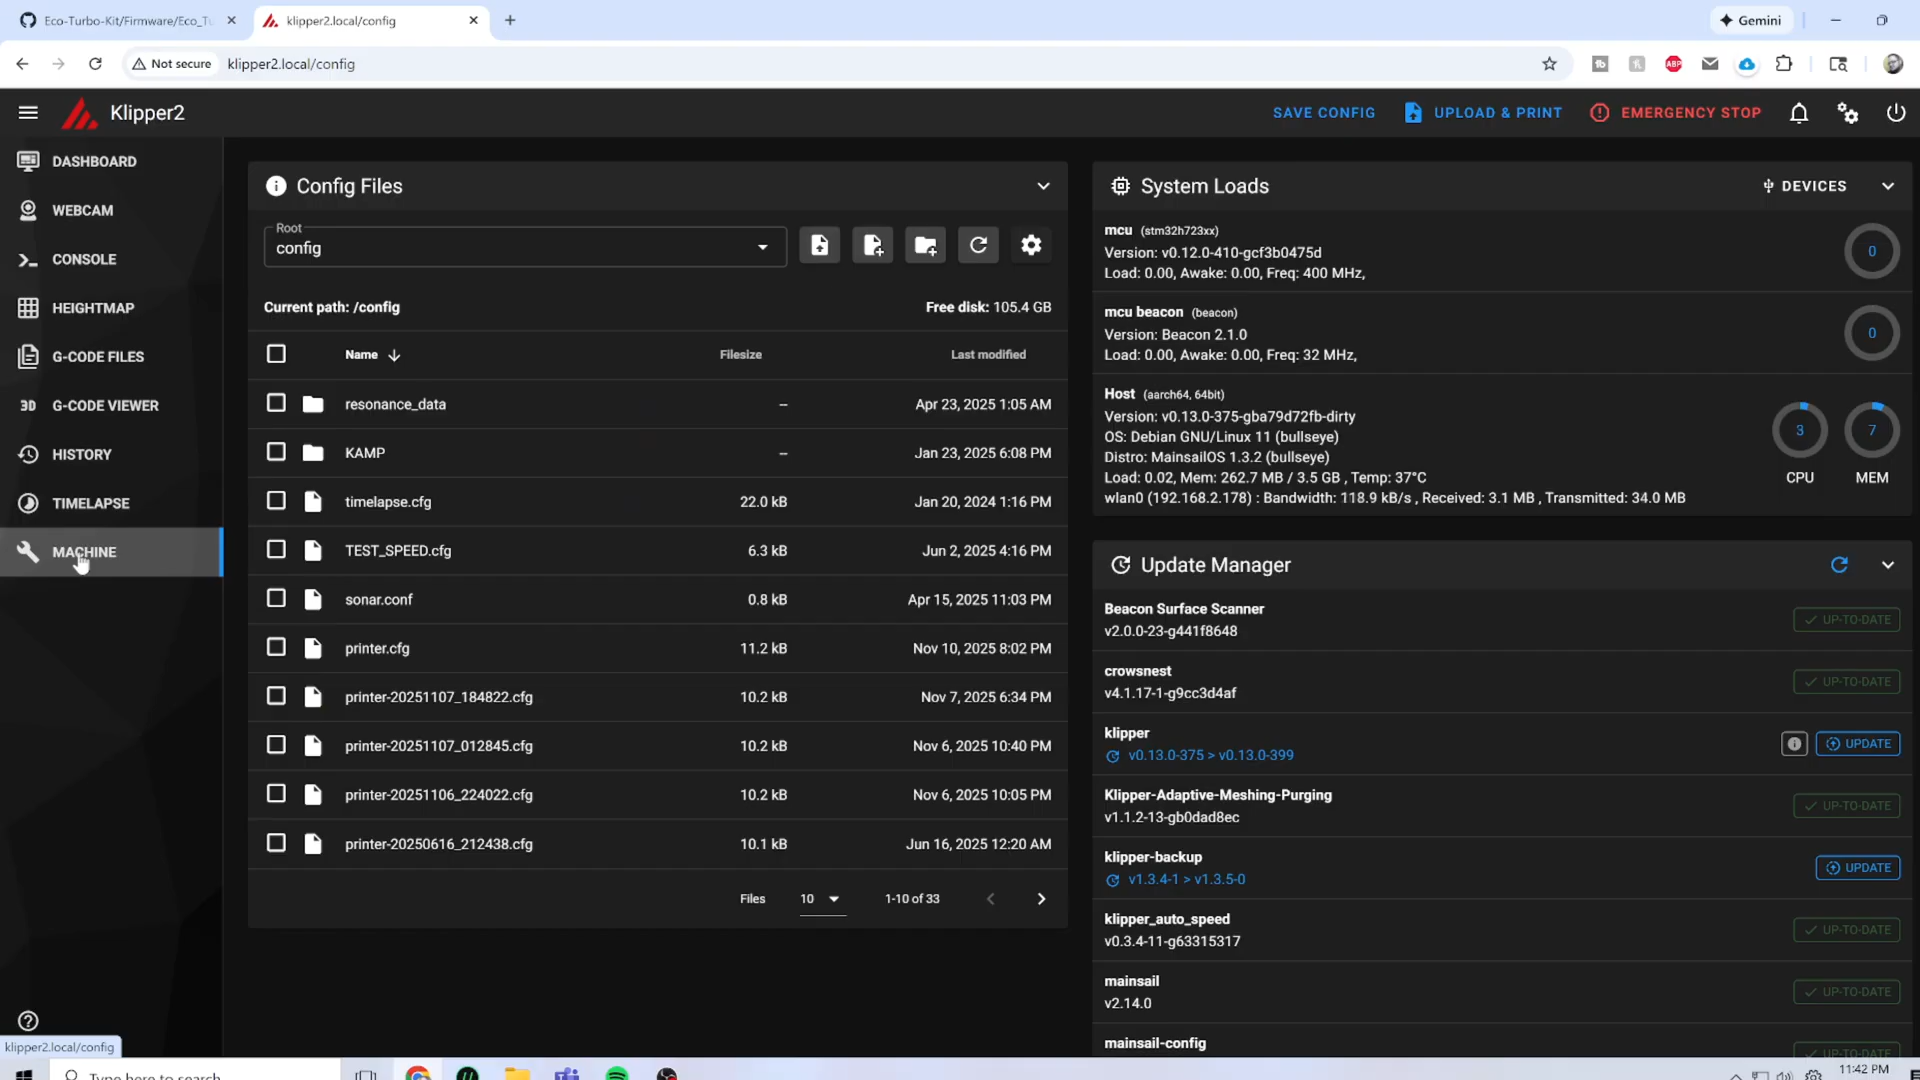 Eco-Turbo-Kit/Firmware/Eco_Tu
klipper2.local/config
Gemini
Not secure
klipper2.local/config
ABP
Klipper2
SAVE CONFIG
UPLOAD & PRINT
EMERGENCY STOP
DASHBOARD
WEBCAM
CONSOLE
HEIGHTMAP
G-CODE FILES
3D G-CODE VIEWER
HISTORY
TIMELAPSE
MACHINE
Config Files
Root
config
Current path: /config
Free disk: 105.4 GB
Name
Filesize
Last modified
resonance_data -- Apr 23, 2025 1:05 AM
KAMP -- Jan 23, 2025 6:08 PM
timelapse.cfg 22.0 kB Jan 20, 2024 1:16 PM
TEST_SPEED.cfg 6.3 kB Jun 2, 2025 4:16 PM
sonar.conf 0.8 kB Apr 15, 2025 11:03 PM
printer.cfg 11.2 kB Nov 10, 2025 8:02 PM
printer-20251107_184822.cfg 10.2 kB Nov 7, 2025 6:34 PM
printer-20251107_012845.cfg 10.2 kB Nov 6, 2025 10:40 PM
printer-20251106_224022.cfg 10.2 kB Nov 6, 2025 10:05 PM
printer-20250616_212438.cfg 10.1 kB Jun 16, 2025 12:20 AM
Files 10 1-10 of 33
System Loads
DEVICES
mcu (stm32h723xx)
Version: v0.12.0-410-gcf3b0475d
Load: 0.00, Awake: 0.00, Freq: 400 MHz,
0
mcu beacon (beacon)
Version: Beacon 2.1.0
Load: 0.00, Awake: 0.00, Freq: 32 MHz,
0
Host (aarch64, 64bit)
Version: v0.13.0-375-gba79d72fb-dirty
OS: Debian GNU/Linux 11 (bullseye)
Distro: MainsailOS 1.3.2 (bullseye)
Load: 0.02, Mem: 262.7 MB / 3.5 GB , Temp: 37°C
wlan0 (192.168.2.178) : Bandwidth: 118.9 kB/s , Received: 3.1 MB , Transmitted: 34.0 MB
3 7
CPU MEM
Update Manager
Beacon Surface Scanner
v2.0.0-23-g441f8648
UP-TO-DATE
crowsnest
v4.1.17-1-g9cc3d4af
UP-TO-DATE
klipper
v0.13.0-375 > v0.13.0-399
UPDATE
Klipper-Adaptive-Meshing-Purging
v1.1.2-13-gb0dad8ec
UP-TO-DATE
klipper-backup
v1.3.4-1 > v1.3.5-0
UPDATE
klipper_auto_speed
v0.3.4-11-g63315317
UP-TO-DATE
mainsail
v2.14.0
UP-TO-DATE
mainsail-config
UP-TO-DATE
klipper2.local/config
Type here to search
11:42 PM